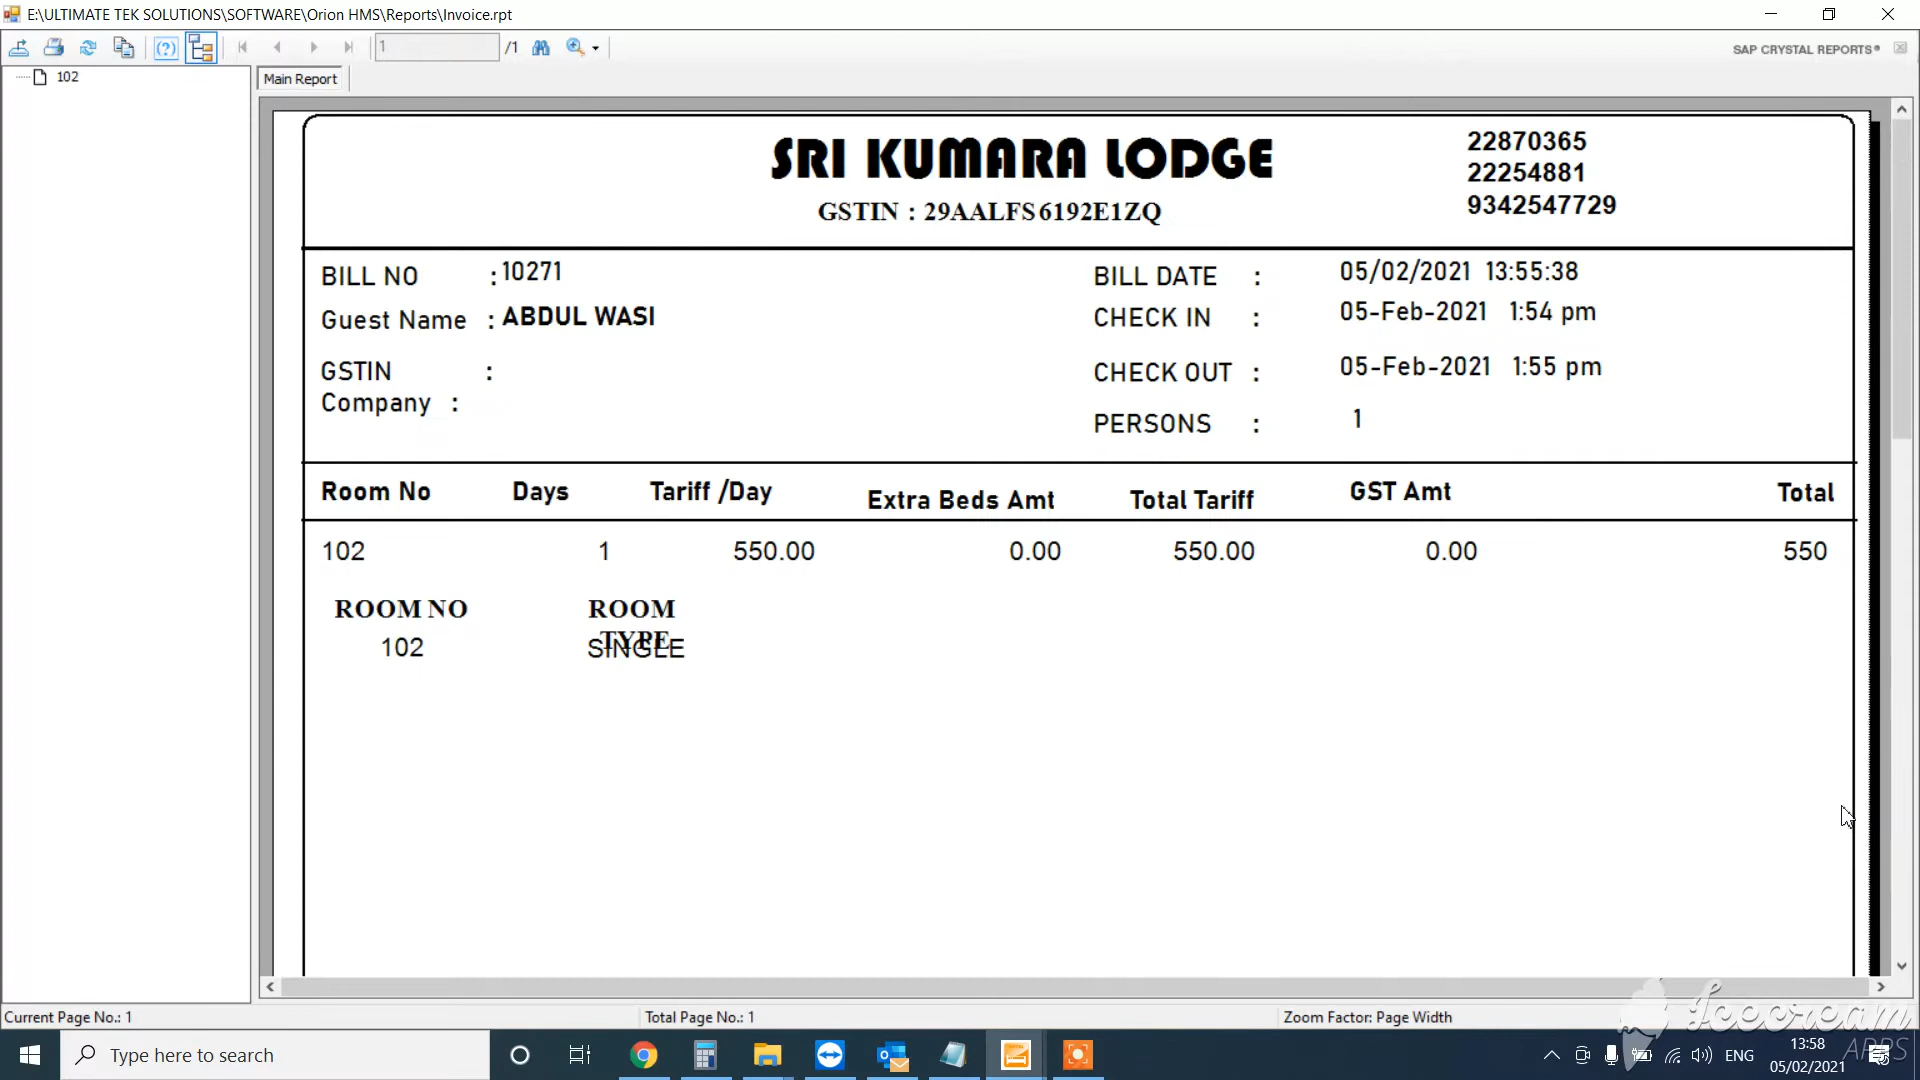 E:\ULTIMATE TEK SOLUTIONS\SOFTWARE\Orion HMS\Reports\Invoice.rpt
1 /1
SAP CRYSTAL REPORTS®
102
Main Report
SRI KUMARA LODGE
GSTIN : 29AALFS6192E1ZQ
22870365
22254881
9342547729
BILL NO : 10271
BILL DATE : 05/02/2021 13:55:38
Guest Name : ABDUL WASI
CHECK IN : 05-Feb-2021 1:54 pm
GSTIN :
CHECK OUT : 05-Feb-2021 1:55 pm
Company :
PERSONS : 1
Room No Days Tariff /Day Extra Beds Amt Total Tariff GST Amt Total
102 1 550.00 0.00 550.00 0.00 550
ROOM NO ROOM
TYPE
102 SINGLE
Current Page No.: 1 Total Page No.: 1 Zoom Factor: Page Width
Icecream
APPS
Type here to search
ENG
13:58
05/02/2021